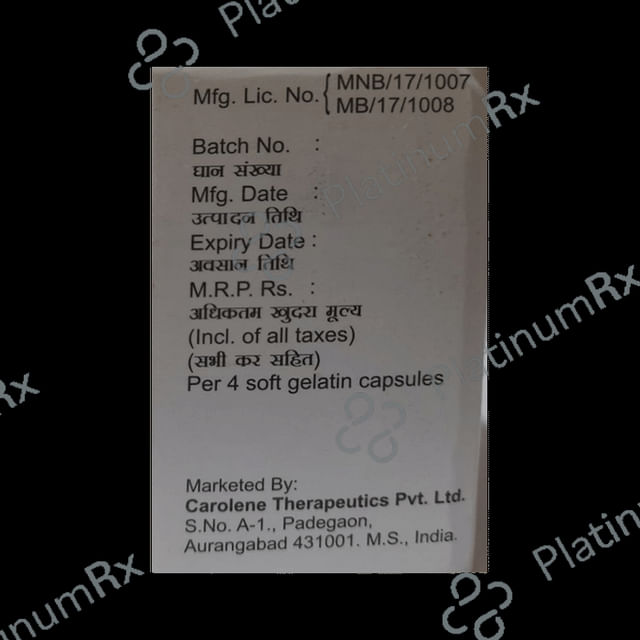 Mfg. Lic. No. { MNB/17/1007
MB/17/1008
Batch No. :
घान संख्या
Mfg. Date :
उत्पादन तिथि
Expiry Date :
अवसान तिथि
M.R.P. Rs. :
अधिकतम खुदरा मूल्य
(Incl. of all taxes)
(सभी कर सहित)
Per 4 soft gelatin capsules
Marketed By:
Carolene Therapeutics Pvt. Ltd.
S.No. A-1., Padegaon,
Aurangabad 431001. M.S., India.
PlatinumRx
PlatinumRx
PlatinumRx